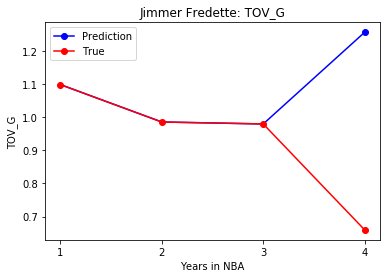 Jimmer Fredette: TOV_G
Prediction
True
TOV_G
1.2
1.1
1.0
0.9
0.8
0.7
1 2 3 4
Years in NBA